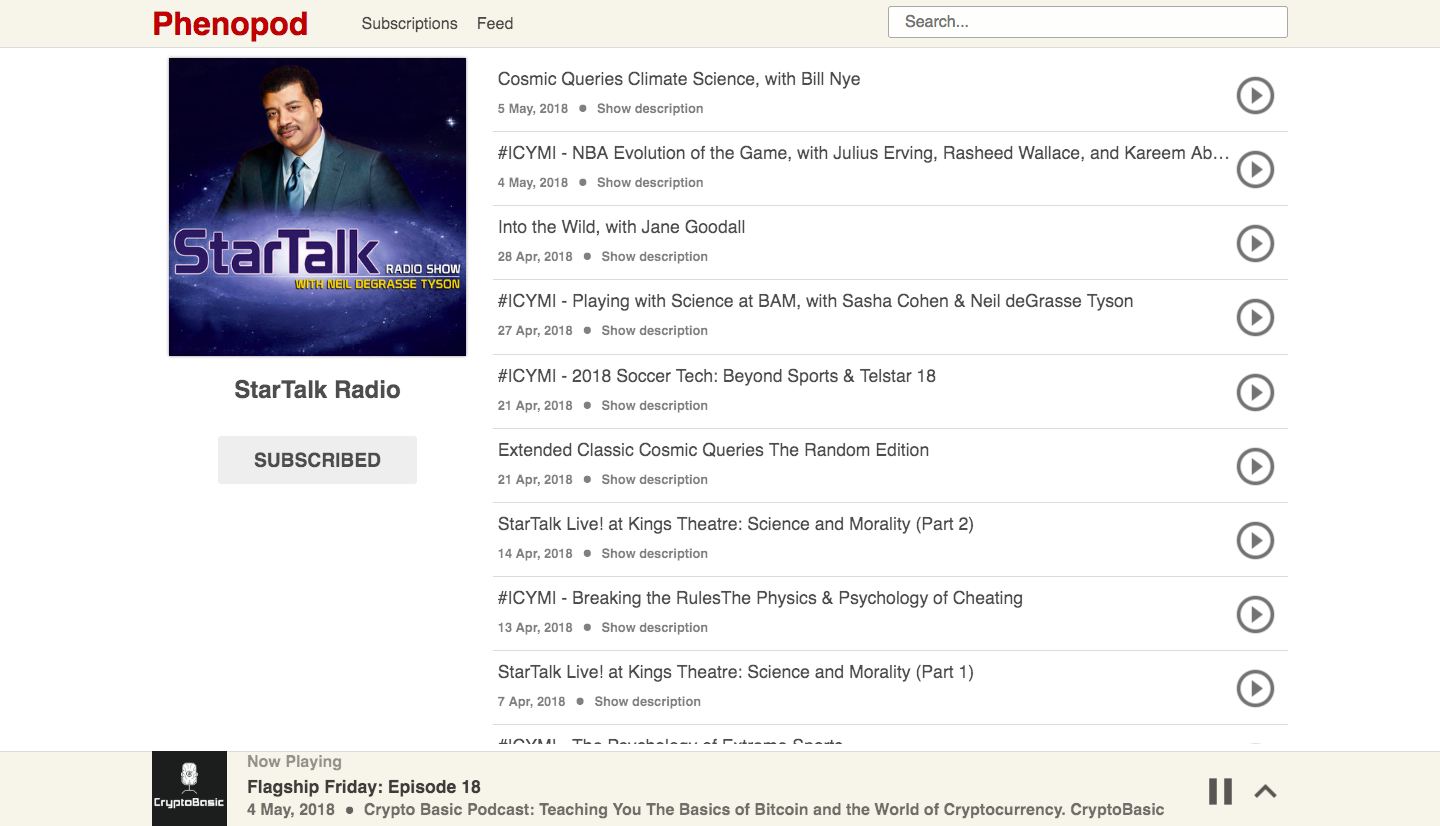 Phenopod
Subscriptions Feed
Search...
StarTalk
RADIO SHOW
WITH NEIL DEGRASSE TYSON
StarTalk Radio
SUBSCRIBED
Cosmic Queries Climate Science, with Bill Nye
5 May, 2018 ● Show description
#ICYMI - NBA Evolution of the Game, with Julius Erving, Rasheed Wallace, and Kareem Ab…
4 May, 2018 ● Show description
Into the Wild, with Jane Goodall
28 Apr, 2018 ● Show description
#ICYMI - Playing with Science at BAM, with Sasha Cohen & Neil deGrasse Tyson
27 Apr, 2018 ● Show description
#ICYMI - 2018 Soccer Tech: Beyond Sports & Telstar 18
21 Apr, 2018 ● Show description
Extended Classic Cosmic Queries The Random Edition
21 Apr, 2018 ● Show description
StarTalk Live! at Kings Theatre: Science and Morality (Part 2)
14 Apr, 2018 ● Show description
#ICYMI - Breaking the RulesThe Physics & Psychology of Cheating
13 Apr, 2018 ● Show description
StarTalk Live! at Kings Theatre: Science and Morality (Part 1)
7 Apr, 2018 ● Show description
#ICYMI - The Psychology of Extreme Sports
CryptoBasic
Now Playing
Flagship Friday: Episode 18
4 May, 2018 ● Crypto Basic Podcast: Teaching You The Basics of Bitcoin and the World of Cryptocurrency. CryptoBasic